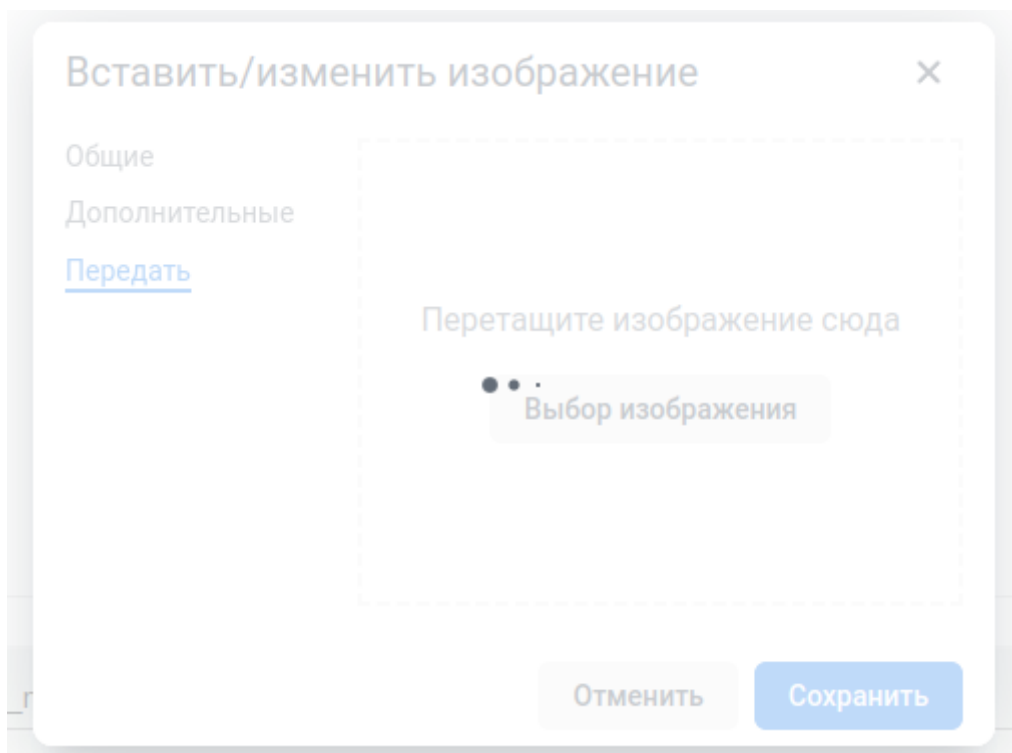 Вставить/изменить изображение
Общие
Дополнительные
Передать
Перетащите изображение сюда
Выбор изображения
Отменить
Сохранить